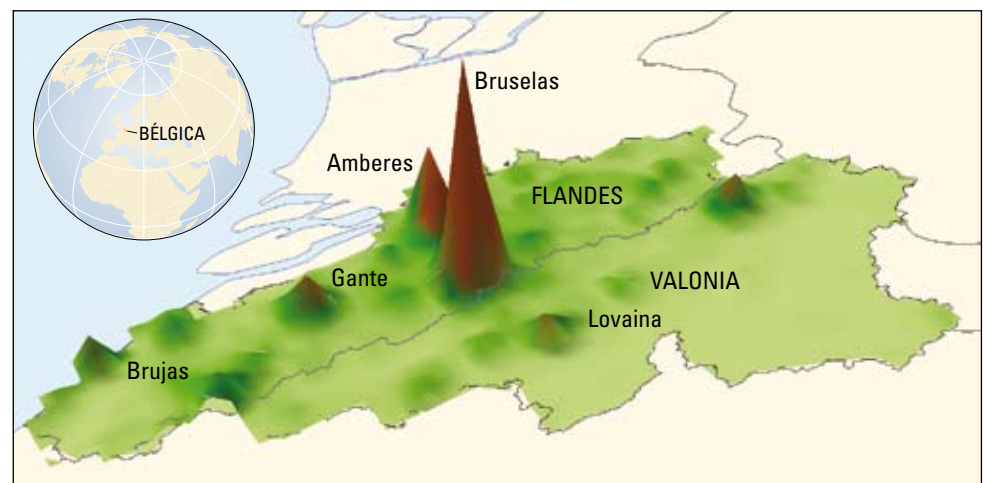 BÉLGICA
Bruselas
Amberes
FLANDES
Gante
VALONIA
Lovaina
Brujas